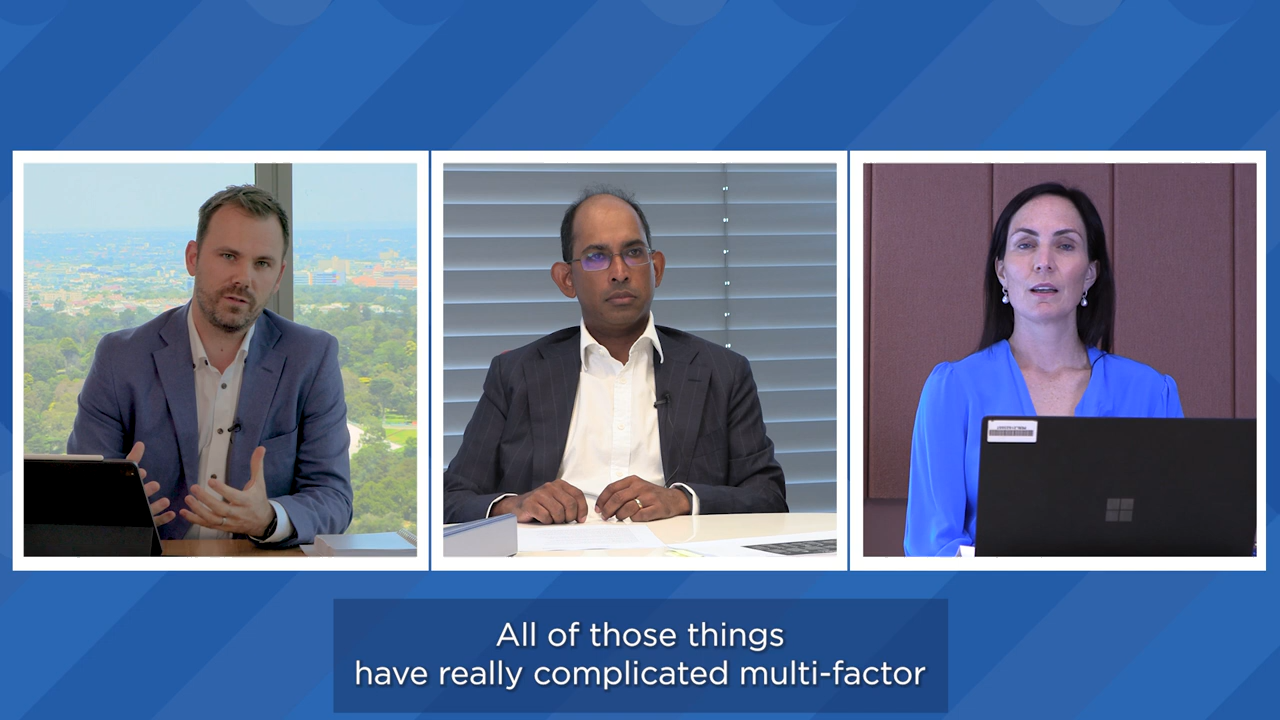 All of those things
have really complicated multi-factor